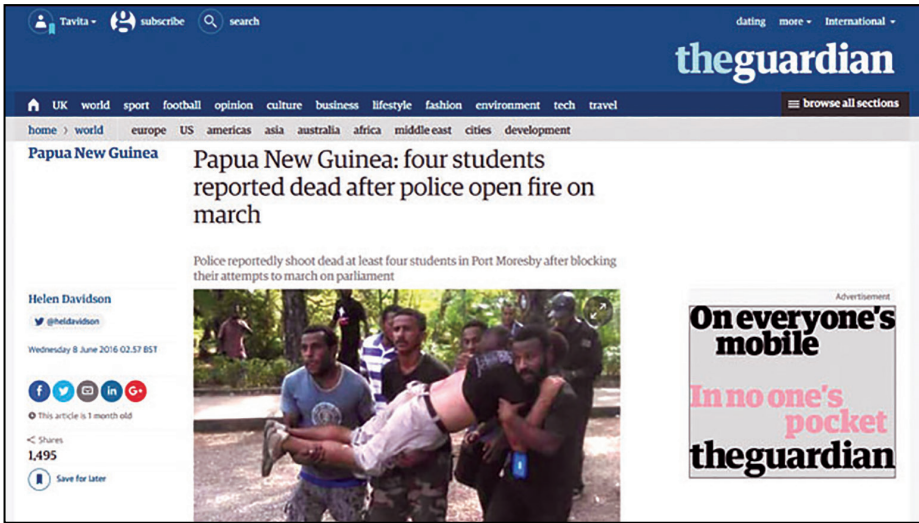 Tavita subscribe search dating more International
theguardian
UK world sport football opinion culture business lifestyle fashion environment tech travel browse all sections
home › world europe US americas asia australia africa middle east cities development
Papua New Guinea
Papua New Guinea: four students
reported dead after police open fire on
march
Police reportedly shoot dead at least four students in Port Moresby after blocking
their attempts to march on parliament
Helen Davidson
@heldavidson
Wednesday 8 June 2016 02.57 BST
f in G+
This article is 1 month old
Shares
1,495
Save for later
Advertisement
On everyone's
mobile
In no one's
pocket
theguardian